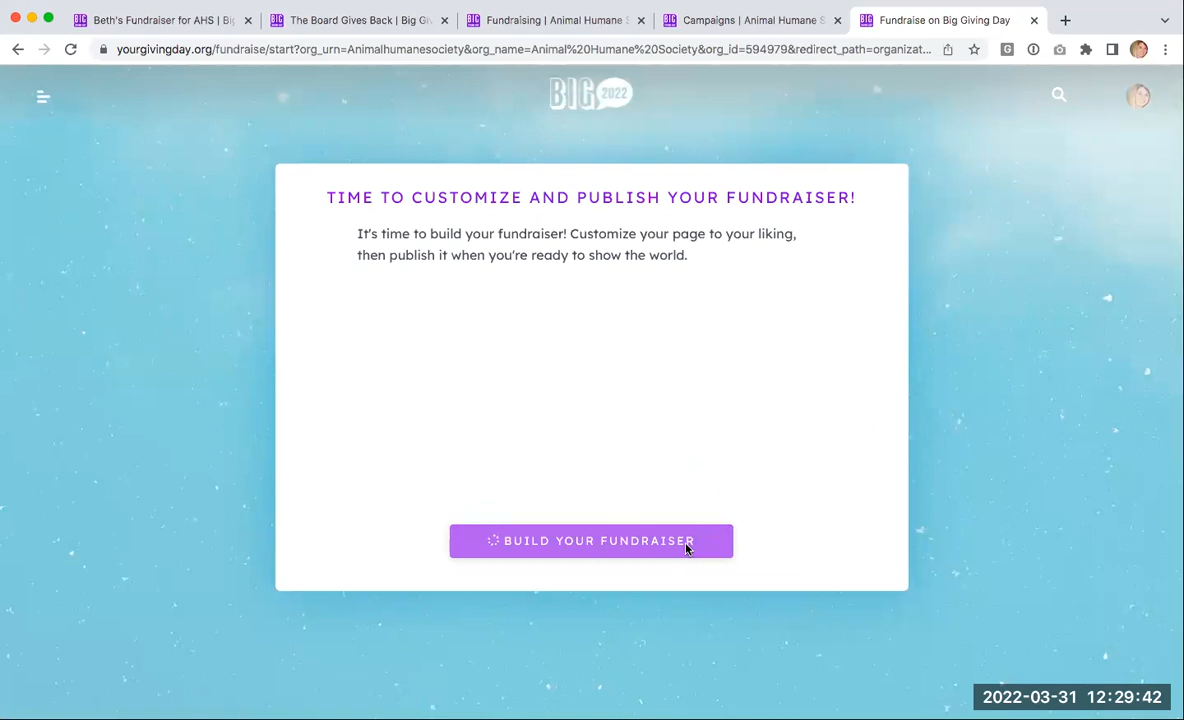 Beth's Fundraiser for AHS | Bi
The Board Gives Back | Big Gi
Fundraising | Animal Humane S
Campaigns | Animal Humane S
Fundraise on Big Giving Day
yourgivingday.org/fundraise/start?org_urn=Animalhumanesociety&org_name=Animal%20Humane%20Society&org_id=594979&redirect_path=organizat...
BIG 2022
TIME TO CUSTOMIZE AND PUBLISH YOUR FUNDRAISER!
It's time to build your fundraiser! Customize your page to your liking,
then publish it when you're ready to show the world.
BUILD YOUR FUNDRAISER
2022-03-31 12:29:42